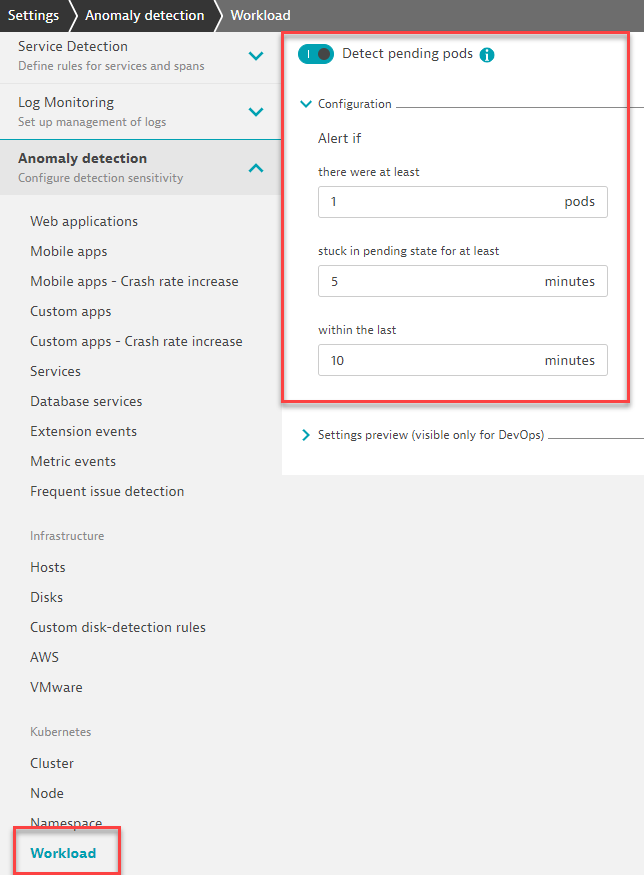 Settings Anomaly detection Workload
Service Detection
Define rules for services and spans
Log Monitoring
Set up management of logs
Anomaly detection
Configure detection sensitivity
Web applications
Mobile apps
Mobile apps - Crash rate increase
Custom apps
Custom apps - Crash rate increase
Services
Database services
Extension events
Metric events
Frequent issue detection
Infrastructure
Hosts
Disks
Custom disk-detection rules
AWS
VMware
Kubernetes
Cluster
Node
Namespace
Workload
Detect pending pods i
Configuration
Alert if
there were at least
1 pods
stuck in pending state for at least
5 minutes
within the last
10 minutes
Settings preview (visible only for DevOps)